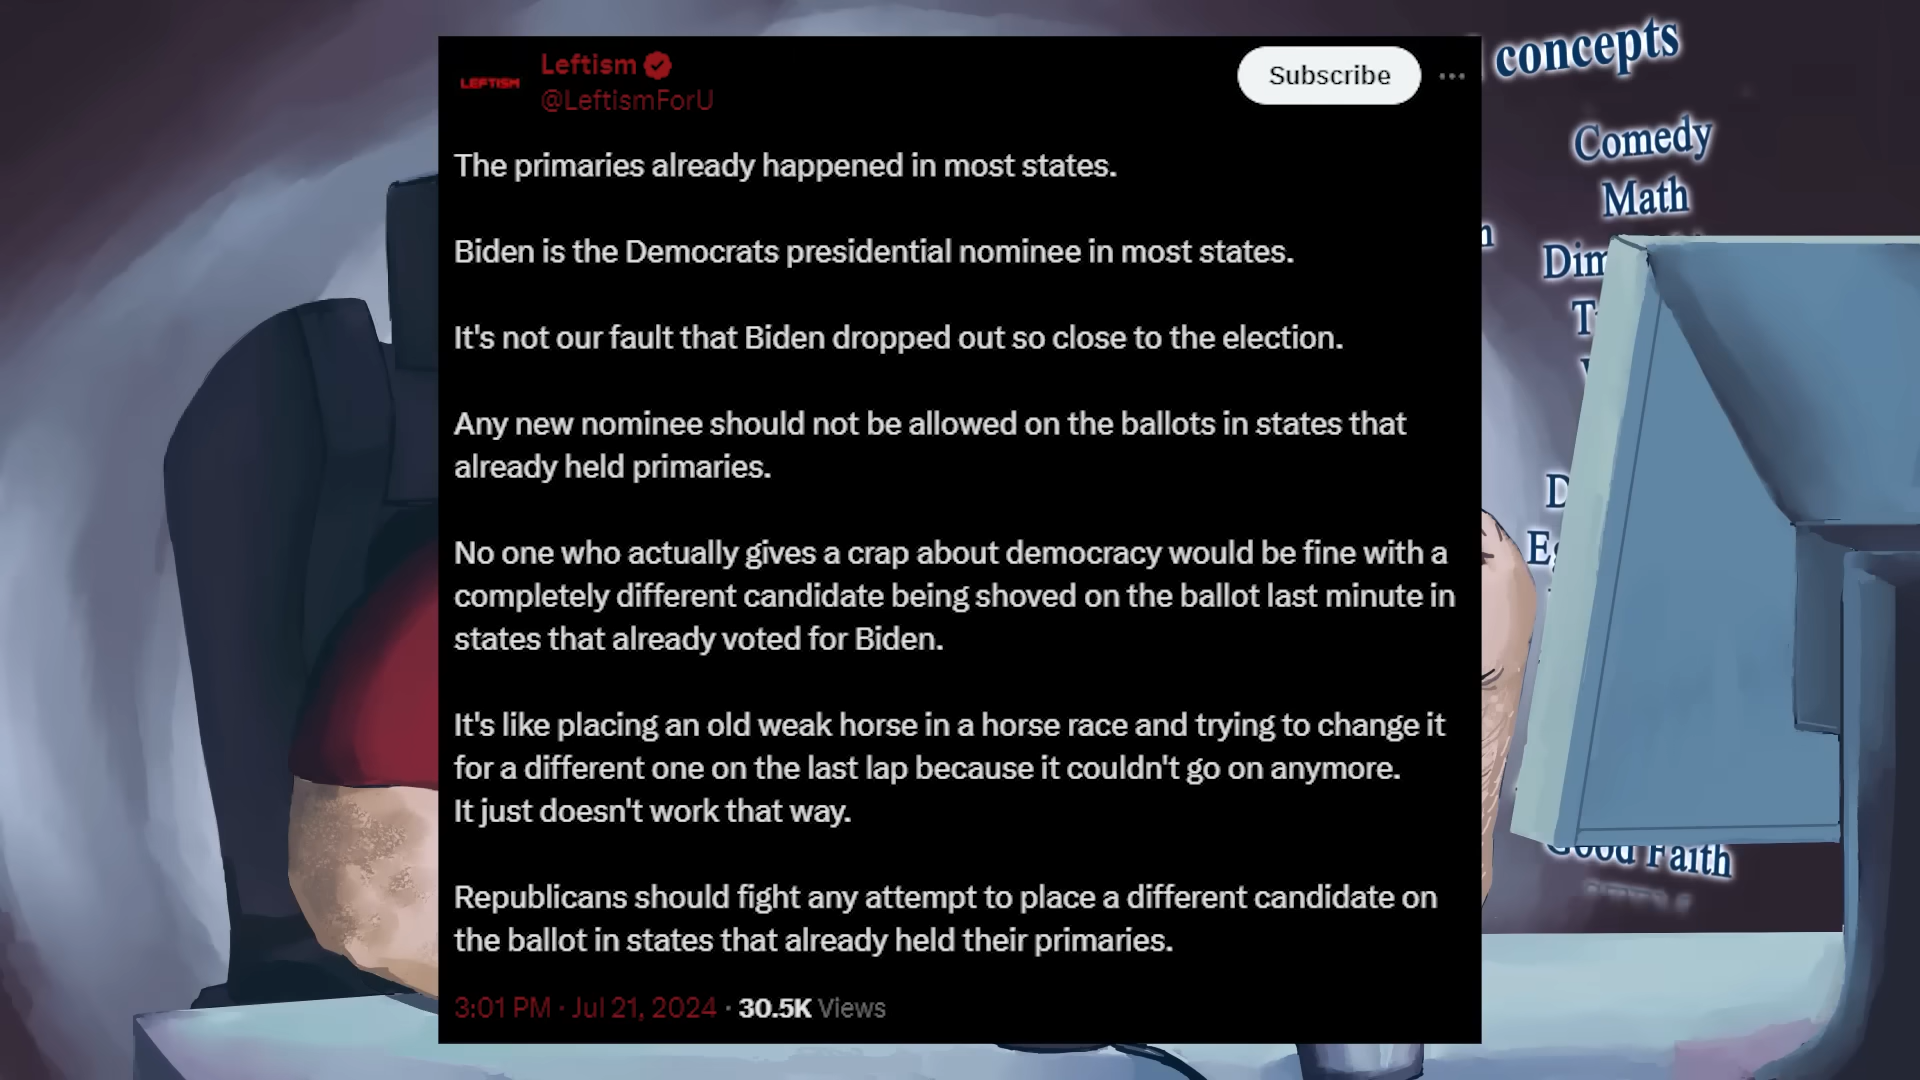 concepts
LEFTISM
Leftism
@LeftismForU
Subscribe
The primaries already happened in most states.
Biden is the Democrats presidential nominee in most states.
It's not our fault that Biden dropped out so close to the election.
Any new nominee should not be allowed on the ballots in states that
already held primaries.
No one who actually gives a crap about democracy would be fine with a
completely different candidate being shoved on the ballot last minute in
states that already voted for Biden.
It's like placing an old weak horse in a horse race and trying to change it
for a different one on the last lap because it couldn't go on anymore.
It just doesn't work that way.
Republicans should fight any attempt to place a different candidate on
the ballot in states that already held their primaries.
3:01 PM · Jul 21, 2024 · 30.5K Views
Comedy
Math
Good Faith